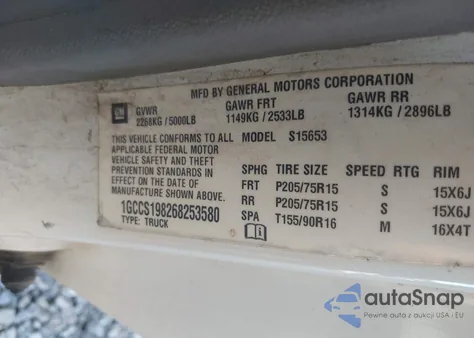 MFD BY GENERAL MOTORS CORPORATION
GM GVWR GAWR FRT GAWR RR
2268KG / 5000LB 1149KG / 2533LB 1314KG / 2896LB
THIS VEHICLE CONFORMS TO ALL MODEL S15653
APPLICABLE FEDERAL MOTOR
VEHICLE SAFETY AND THEFT SPHG TIRE SIZE SPEED RTG RIM
PREVENTION STANDARDS IN
EFFECT ON THE DATE OF FRT P205/75R15 S 15X6J
MANUFACTURE SHOWN ABOVE. RR P205/75R15 S 15X6J
1GCCS198268253580 SPA T155/90R16 M 16X4T
TYPE: TRUCK
autoSnap
Pewne auta z aukcji USA i EU